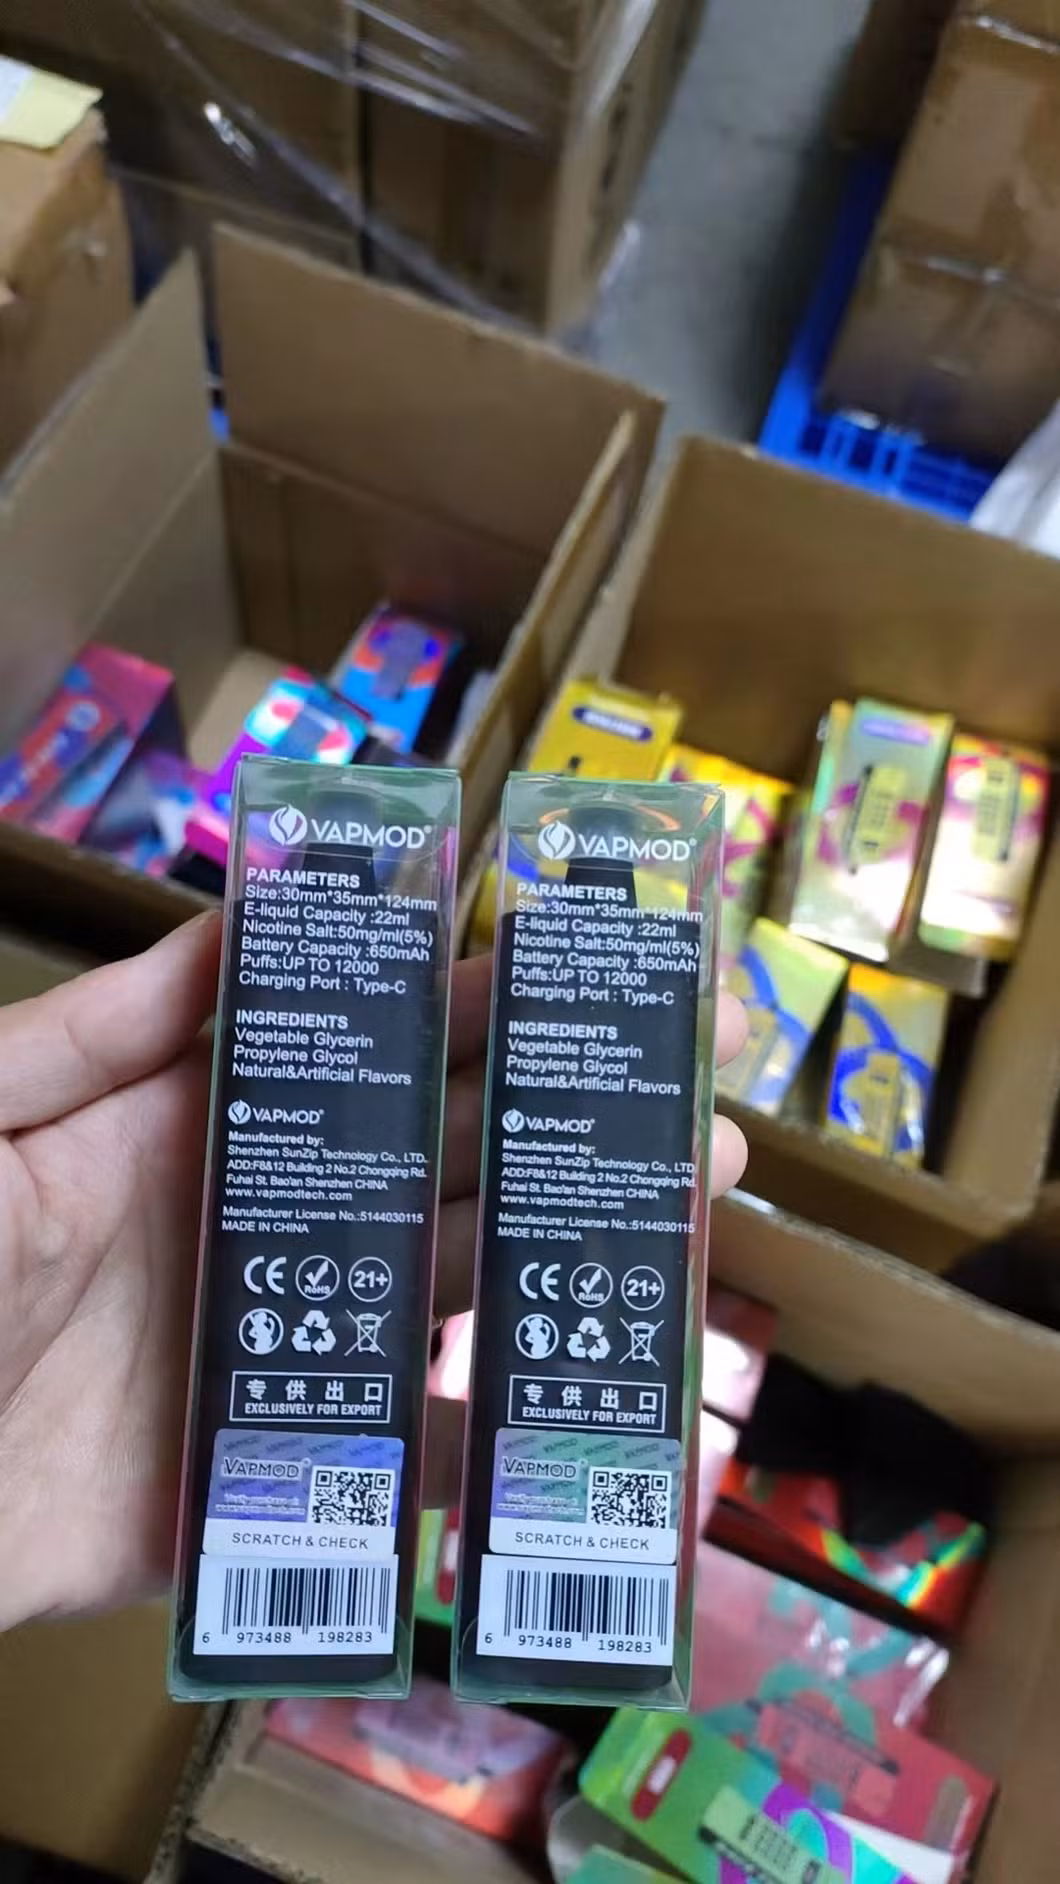 VAPMOD
PARAMETERS
Size:30mm*35mm*124mm
E-liquid Capacity :22ml
Nicotine Salt:50mg/ml(5%)
Battery Capacity :650mAh
Puffs:UP TO 12000
Charging Port : Type-C
INGREDIENTS
Vegetable Glycerin
Propylene Glycol
Natural&Artificial Flavors
VAPMOD
Manufactured by:
Shenzhen SunZip Technology Co., LTD.
ADD:F8&12 Building 2 No.2 Chongqing Rd.
Fuhai St. Bao'an Shenzhen CHINA
www.vapmodtech.com
Manufacturer License No.:5144030115
MADE IN CHINA
CE RoHS 21+
专供出口
EXCLUSIVELY FOR EXPORT
VAPMOD
SCRATCH & CHECK
6 973488 198283
VAPMOD
PARAMETERS
Size:30mm*35mm*124mm
E-liquid Capacity :22ml
Nicotine Salt:50mg/ml(5%)
Battery Capacity :650mAh
Puffs:UP TO 12000
Charging Port : Type-C
INGREDIENTS
Vegetable Glycerin
Propylene Glycol
Natural&Artificial Flavors
VAPMOD
Manufactured by:
Shenzhen SunZip Technology Co., LTD
ADD:F8&12 Building 2 No.2 Chongqing Rd.
Fuhai St. Bao'an Shenzhen CHINA
www.vapmodtech.com
Manufacturer License No.:5144030115
MADE IN CHINA
CE RoHS 21+
专供出口
EXCLUSIVELY FOR EXPORT
VAPMOD
SCRATCH & CHECK
6 973488 198283